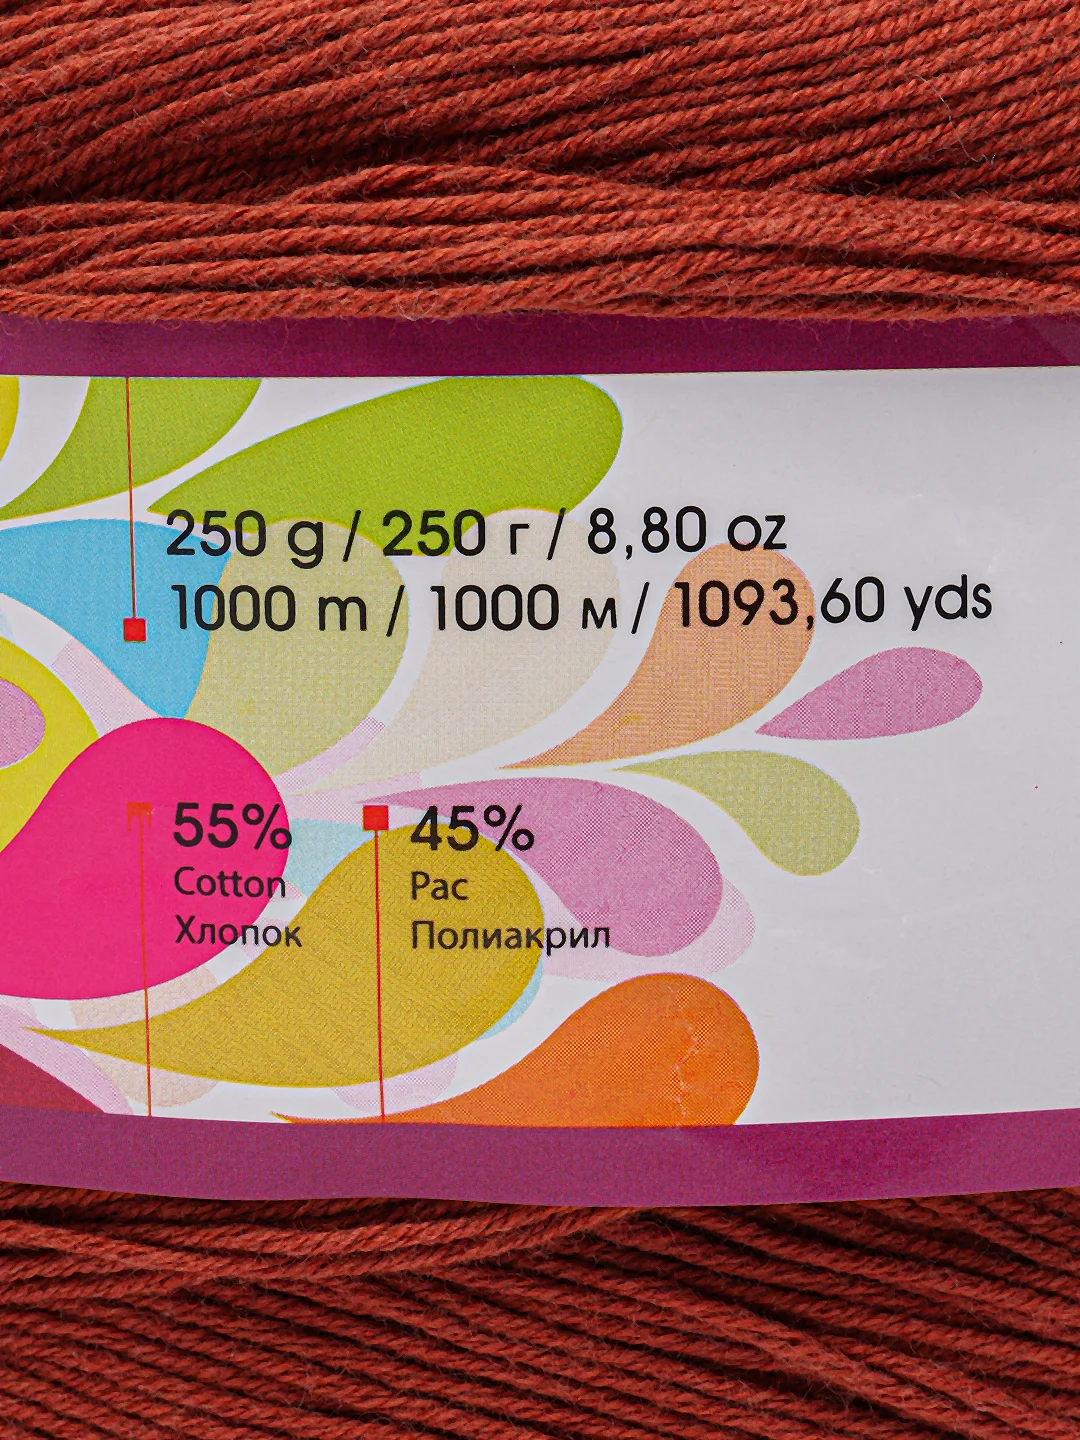 250 g / 250 г / 8,80 oz
1000 m / 1000 м / 1093,60 yds
55% 45%
Cotton Pac
Хлопок Полиакрил